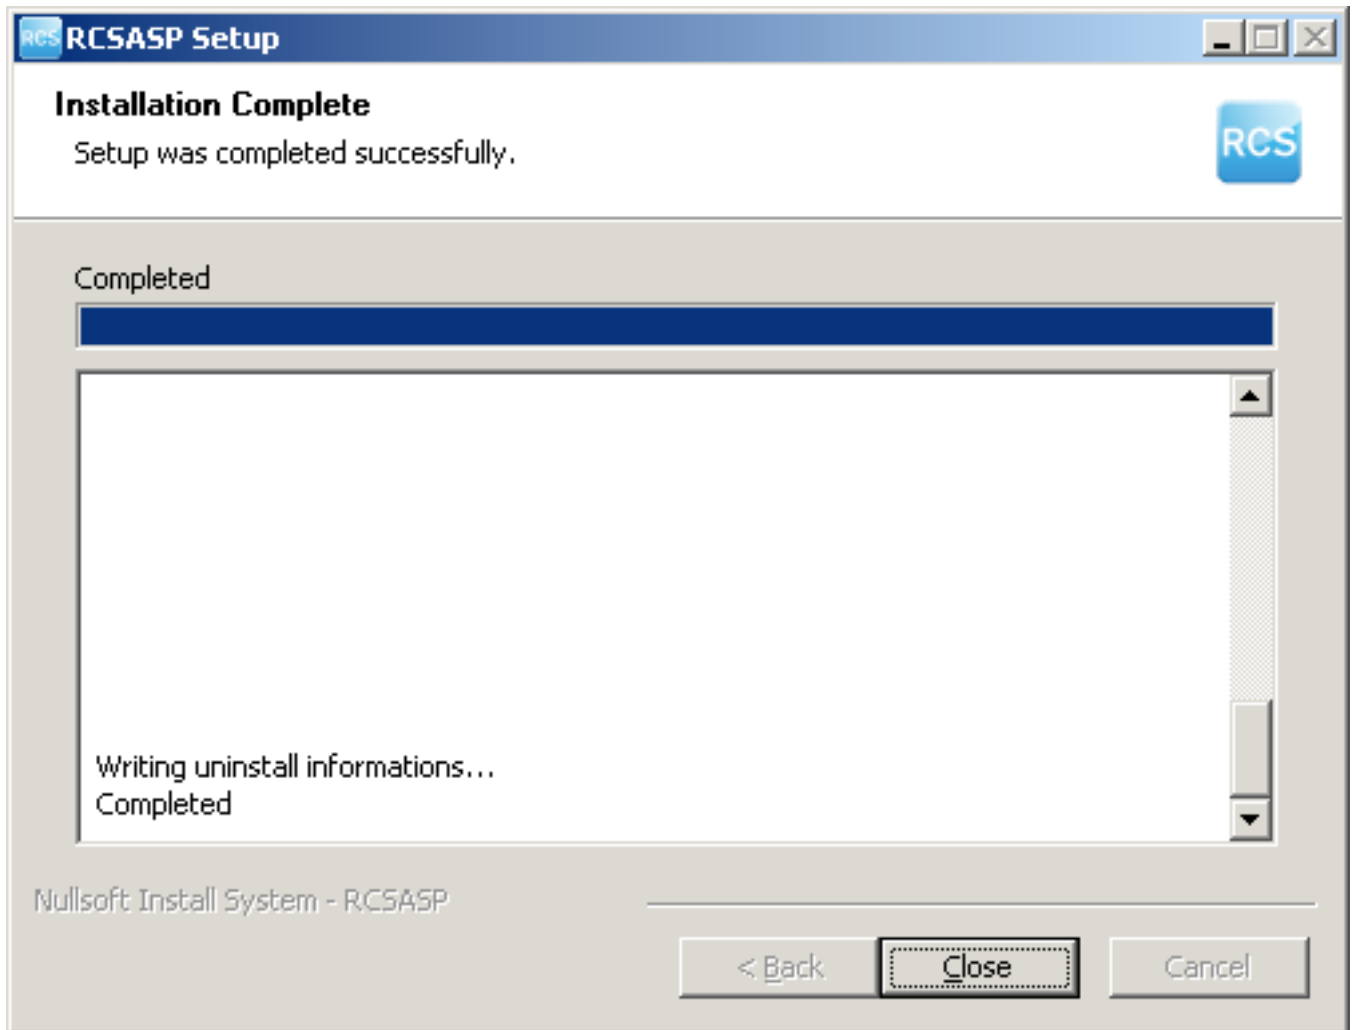 RCS RCSASP Setup
Installation Complete
Setup was completed successfully.
RCS
Completed
Writing uninstall informations...
Completed
Nullsoft Install System - RCSASP
< Back Close Cancel